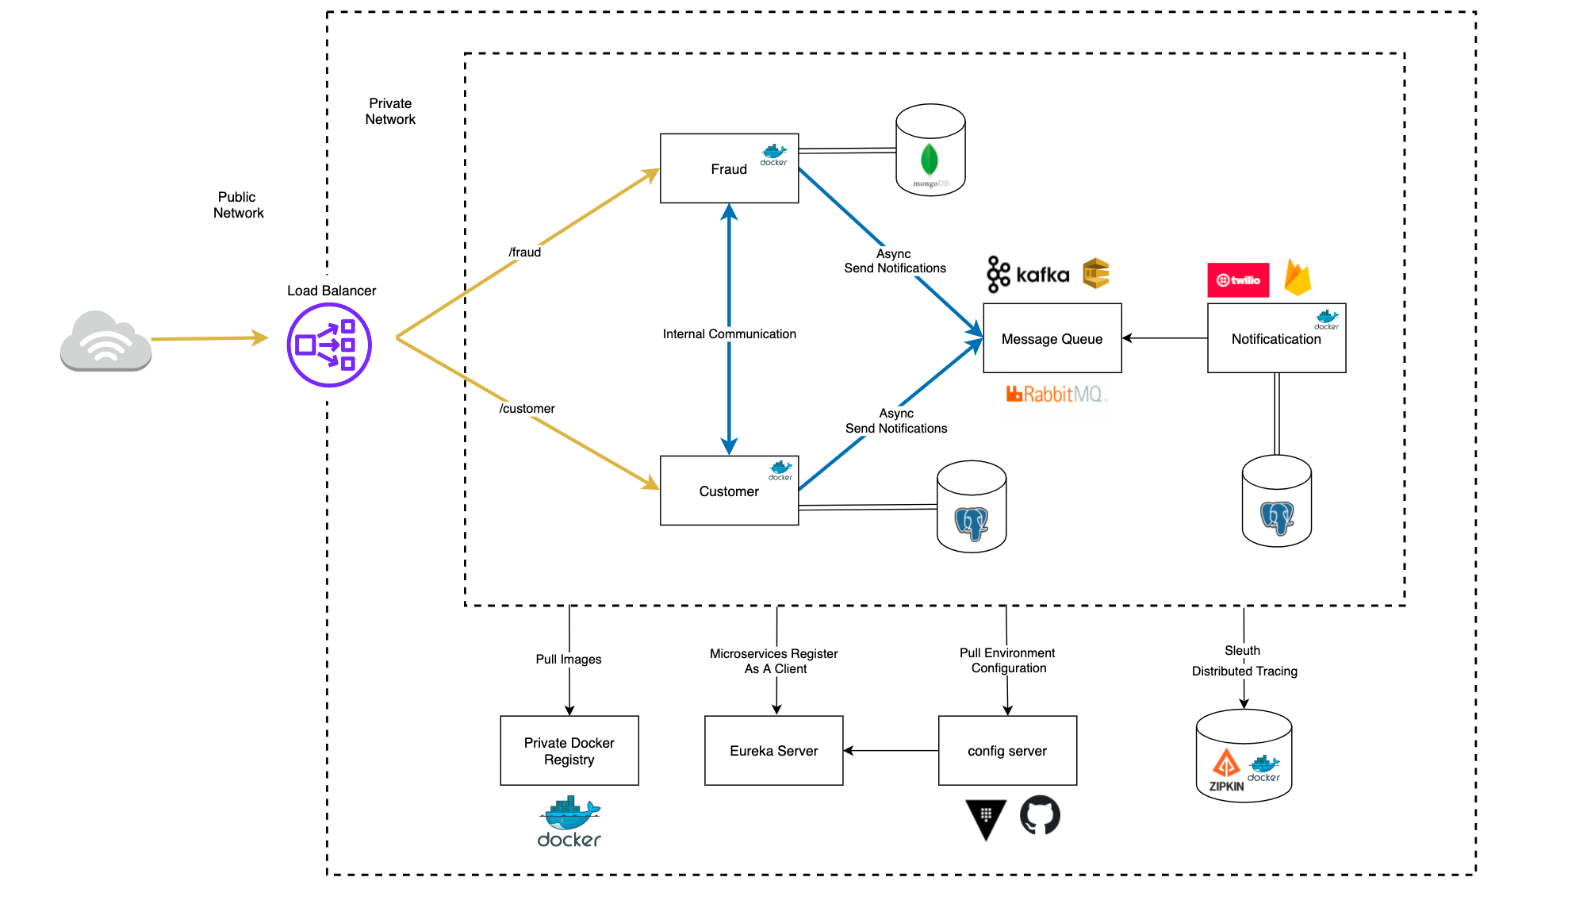 Private
Network
Public
Network
Load Balancer
/fraud
/customer
Fraud
docker
mongoDB
Internal Communication
Async
Send Notifications
Async
Send Notifications
Customer
docker
kafka
Message Queue
RabbitMQ
twilio
docker
Notificatication
Pull Images
Microservices Register
As A Client
Pull Environment
Configuration
Sleuth
Distributed Tracing
Private Docker
Registry
docker
Eureka Server
config server
ZIPKIN
docker